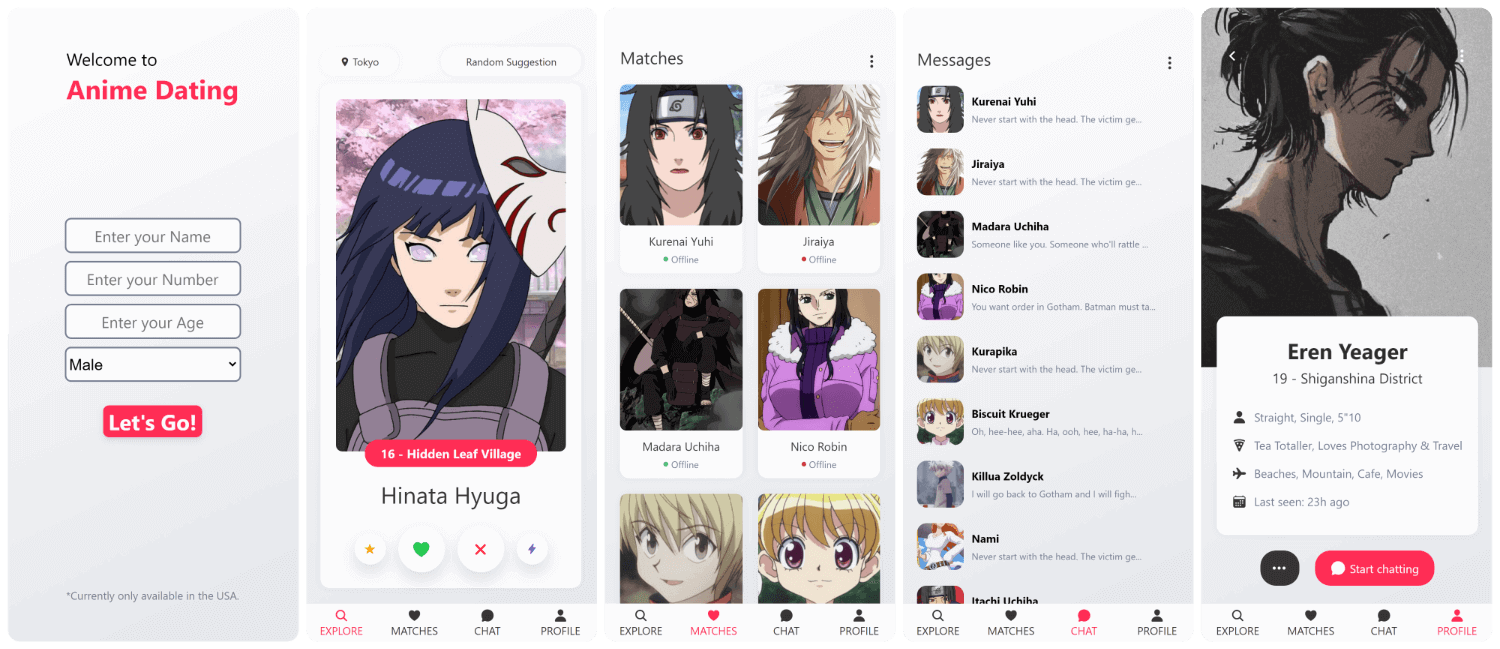 Welcome to
Anime Dating
Enter your Name
Enter your Number
Enter your Age
Male
Let's Go!
*Currently only available in the USA.
Tokyo
Random Suggestion
16 - Hidden Leaf Village
Hinata Hyuga
EXPLORE
MATCHES
CHAT
PROFILE
Matches
Kurenai Yuhi
Offline
Jiraiya
Offline
Madara Uchiha
Offline
Nico Robin
Offline
EXPLORE
MATCHES
CHAT
PROFILE
Messages
Kurenai Yuhi
Never start with the head. The victim ge...
Jiraiya
Never start with the head. The victim ge...
Madara Uchiha
Someone like you. Someone who'll rattle ...
Nico Robin
You want order in Gotham. Batman must ta...
Kurapika
Never start with the head. The victim ge...
Biscuit Krueger
Oh, hee-hee, aha. Ha, ooh, hee, ha-ha, h...
Killua Zoldyck
I will go back to Gotham and I will figh...
Nami
Never start with the head. The victim ge...
Itachi Uchiha
EXPLORE
MATCHES
CHAT
PROFILE
Eren Yeager
19 - Shiganshina District
Straight, Single, 5"10
Tea Totaller, Loves Photography & Travel
Beaches, Mountain, Cafe, Movies
Last seen: 23h ago
Start chatting
EXPLORE
MATCHES
CHAT
PROFILE